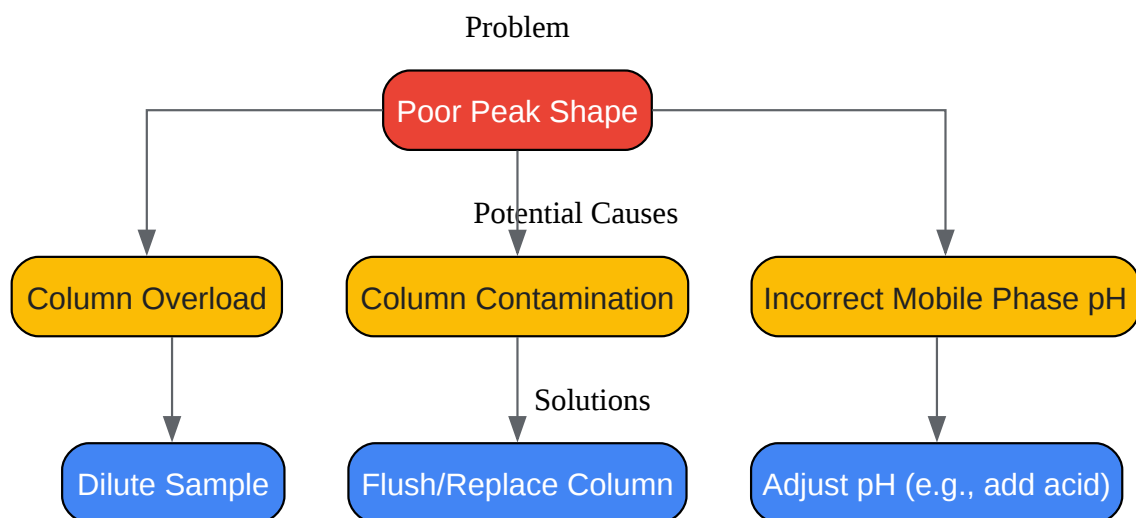 Problem
Poor Peak Shape
Potential Causes
Column Overload
Column Contamination
Incorrect Mobile Phase pH
Solutions
Dilute Sample
Flush/Replace Column
Adjust pH (e.g., add acid)